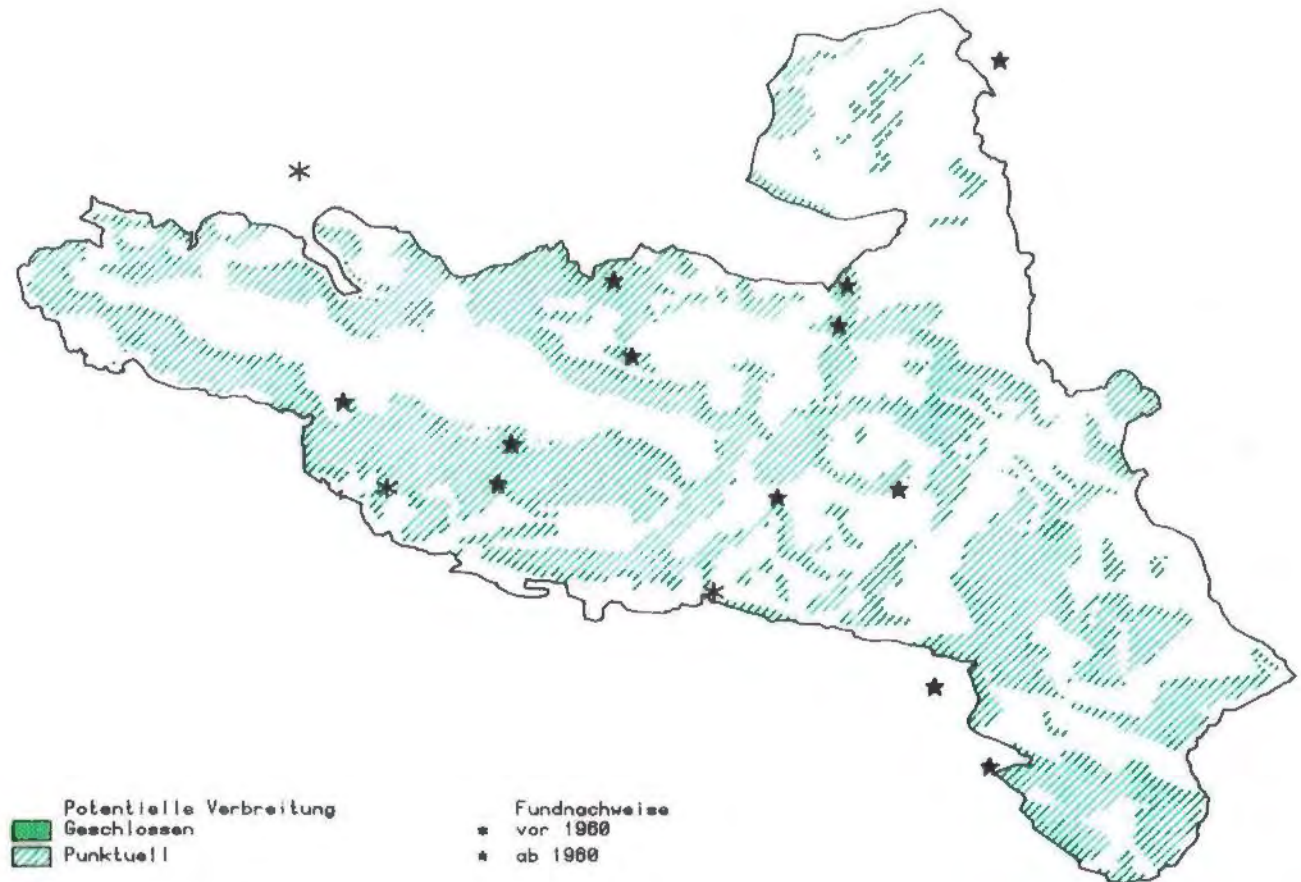 Potentielle Verbreitung
Geschlossen
Punktuell
Fundnachweise
* vor 1960
★ ab 1960